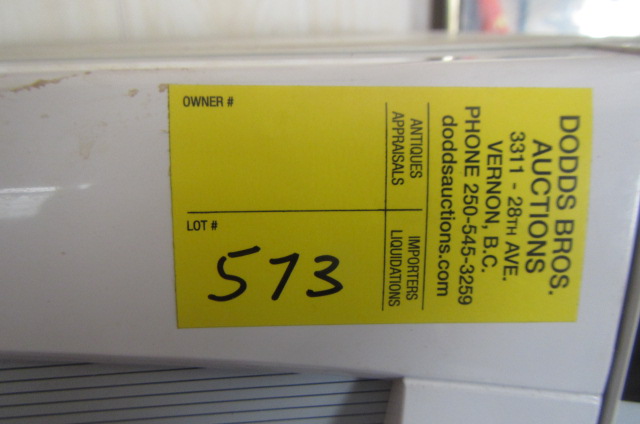 OWNER #
LOT #
573
DODDS BROS.
AUCTIONS
3311 - 28TH AVE.
VERNON, B.C.
PHONE 250-545-3259
doddsauctions.com
ANTIQUES IMPORTERS
APPRAISALS LIQUIDATIONS